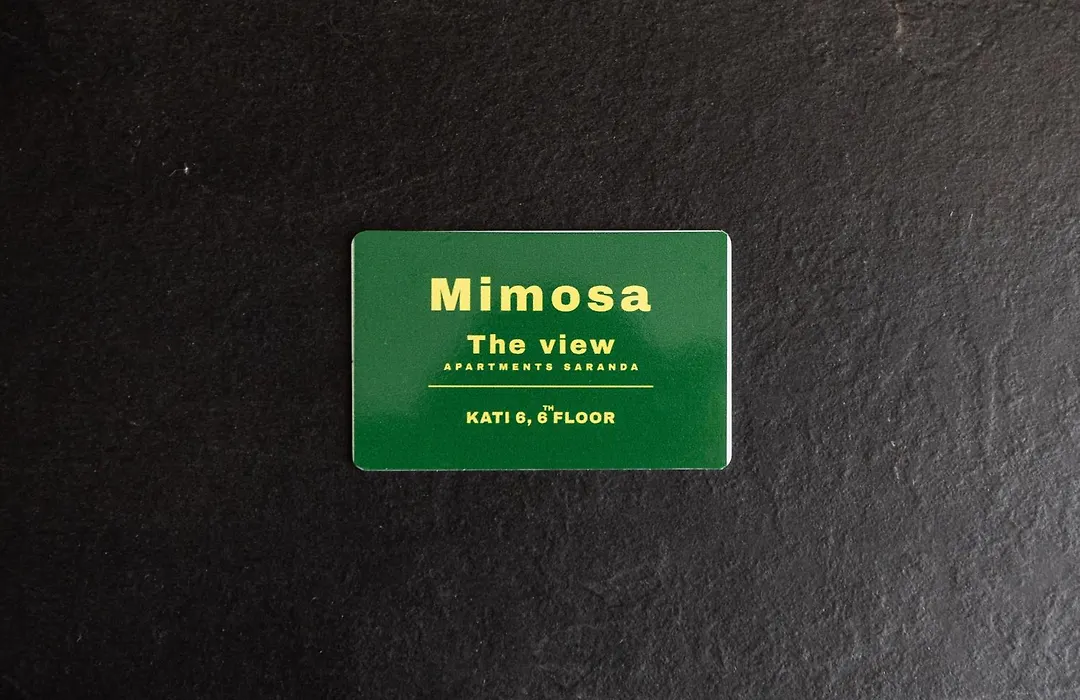 Mimosa
The view
APARTMENTS SARANDA
KATI 6, 6TH FLOOR